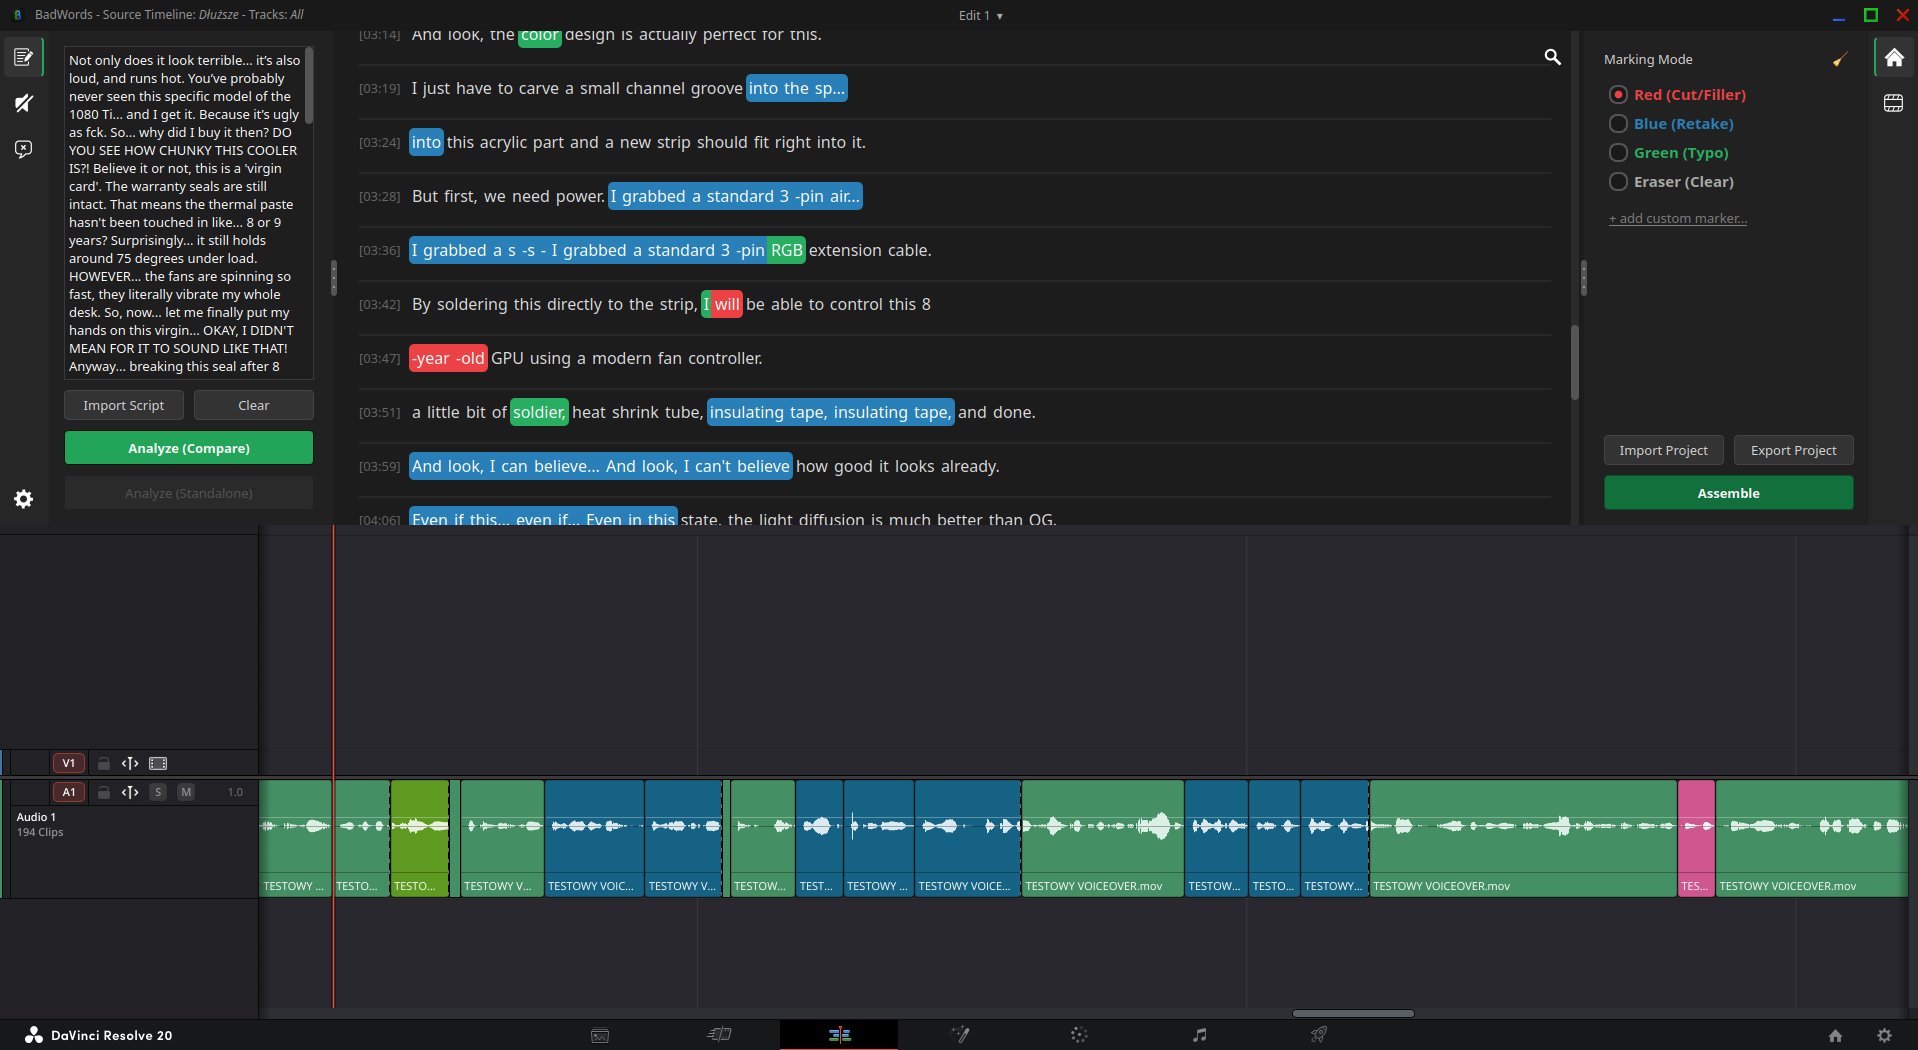 BadWords - Source Timeline: Dłuższe - Tracks: All
Edit 1 ▾
Not only does it look terrible... it's also
loud, and runs hot. You've probably
never seen this specific model of the
1080 Ti... and I get it. Because it's ugly
as fck. So... why did I buy it then? DO
YOU SEE HOW CHUNKY THIS COOLER
IS?! Believe it or not, this is a 'virgin
card'. The warranty seals are still
intact. That means the thermal paste
hasn't been touched in like... 8 or 9
years? Surprisingly... it still holds
around 75 degrees under load.
HOWEVER... the fans are spinning so
fast, they literally vibrate my whole
desk. So, now... let me finally put my
hands on this virgin... OKAY, I DIDN'T
MEAN FOR IT TO SOUND LIKE THAT!
Anyway... breaking this seal after 8
Import Script
Clear
Analyze (Compare)
Analyze (Standalone)
[03:14] And look, the color design is actually perfect for this.
[03:19] I just have to carve a small channel groove into the sp...
[03:24] into this acrylic part and a new strip should fit right into it.
[03:28] But first, we need power. I grabbed a standard 3 -pin air...
[03:36] I grabbed a s -s - I grabbed a standard 3 -pin RGB extension cable.
[03:42] By soldering this directly to the strip, I will be able to control this 8
[03:47] -year -old GPU using a modern fan controller.
[03:51] a little bit of soldier, heat shrink tube, insulating tape, insulating tape, and done.
[03:59] And look, I can believe... And look, I can't believe how good it looks already.
[04:06] Even if this... even if... Even in this state, the light diffusion is much better than OG.
Marking Mode
Red (Cut/Filler)
Blue (Retake)
Green (Typo)
Eraser (Clear)
+ add custom marker...
Import Project
Export Project
Assemble
V1
A1
S
M
1.0
Audio 1
194 Clips
TESTOWY ...
TESTO...
TESTO...
TESTOWY V...
TESTOWY VOIC...
TESTOWY V...
TESTOW...
TEST...
TESTOWY ...
TESTOWY VOICE...
TESTOWY VOICEOVER.mov
TESTOW...
TESTO...
TESTOWY...
TESTOWY VOICEOVER.mov
TES...
TESTOWY VOICEOVER.mov
DaVinci Resolve 20